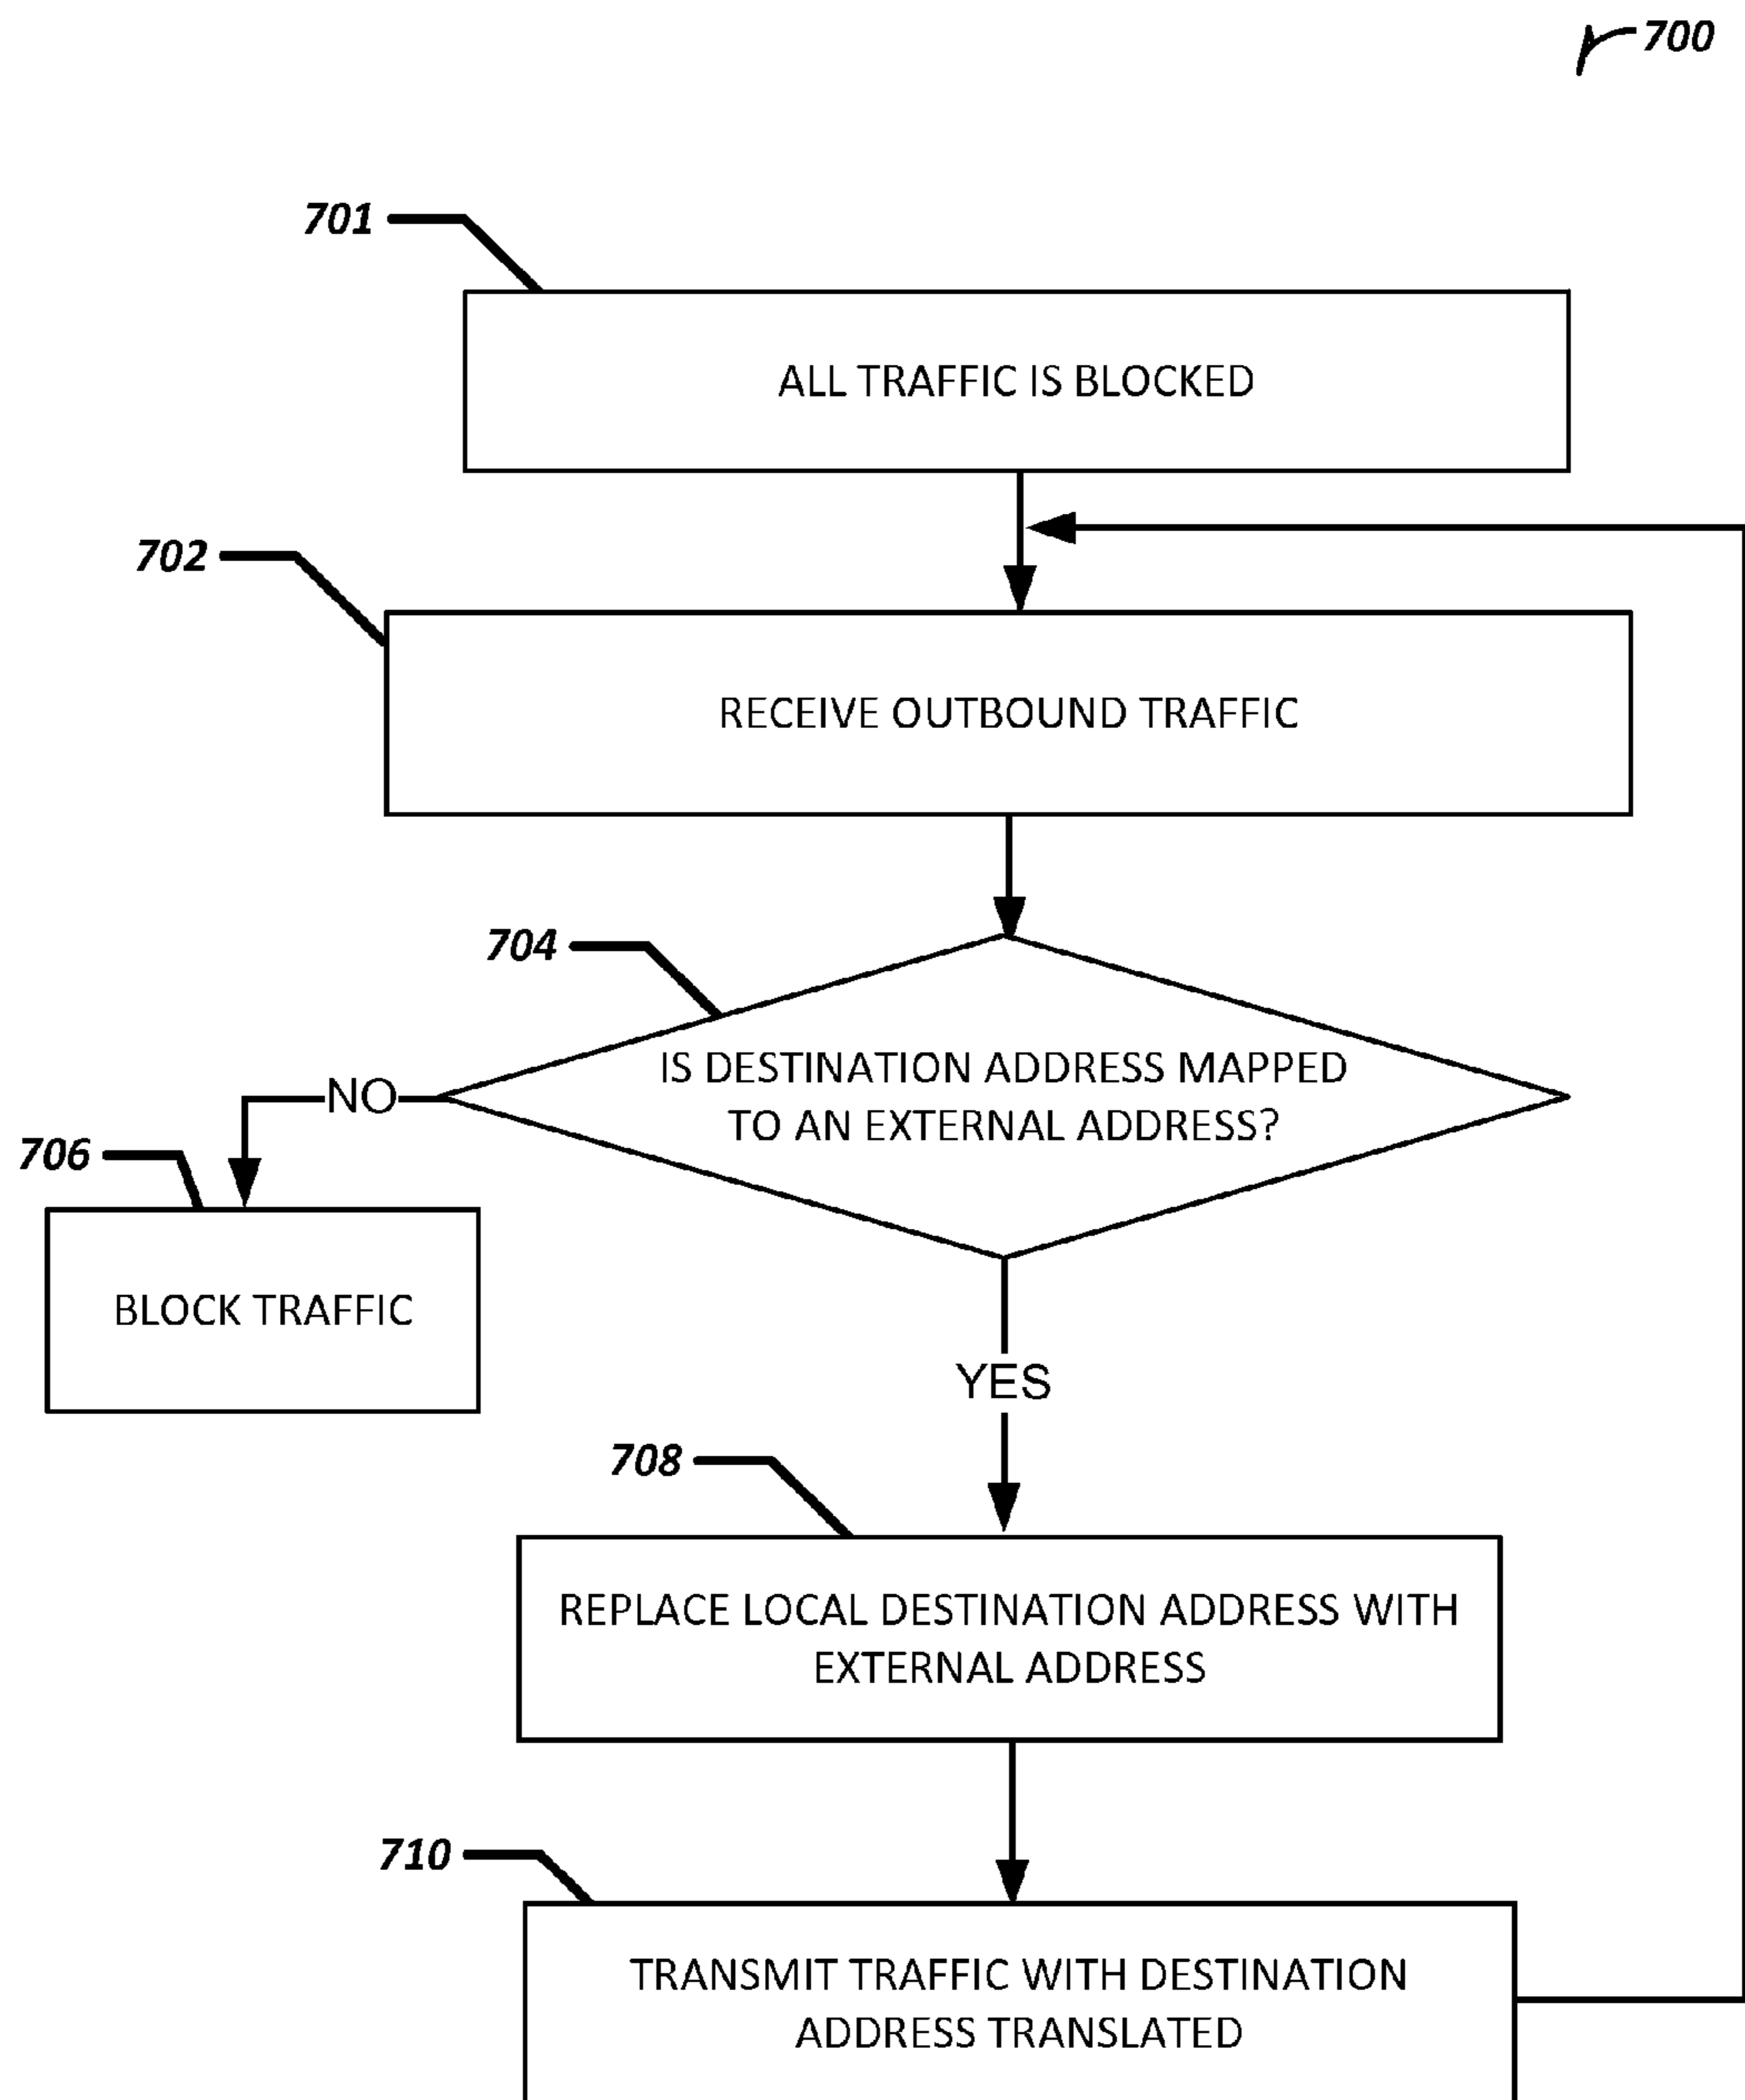 700
701
ALL TRAFFIC IS BLOCKED
702
RECEIVE OUTBOUND TRAFFIC
704
IS DESTINATION ADDRESS MAPPED
TO AN EXTERNAL ADDRESS?
NO
706
BLOCK TRAFFIC
YES
708
REPLACE LOCAL DESTINATION ADDRESS WITH
EXTERNAL ADDRESS
710
TRANSMIT TRAFFIC WITH DESTINATION
ADDRESS TRANSLATED